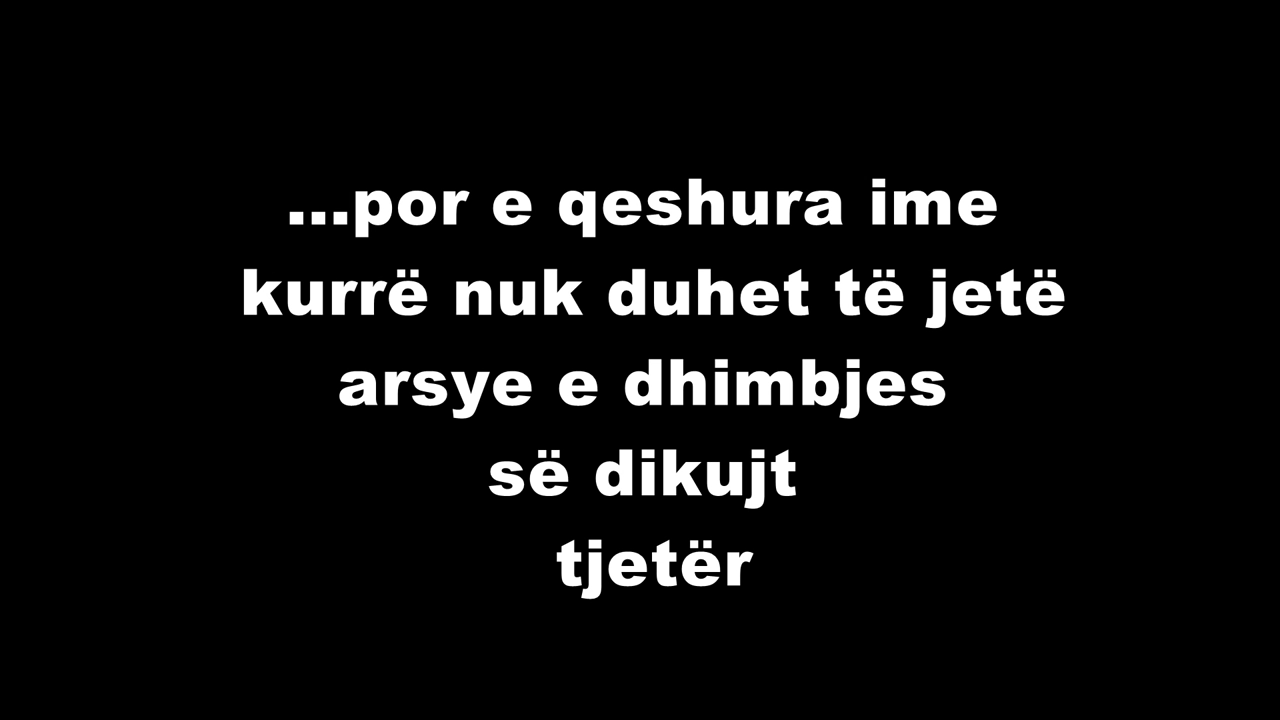 ...por e qeshura ime
kurrë nuk duhet të jetë
arsye e dhimbjes
së dikujt
tjetër